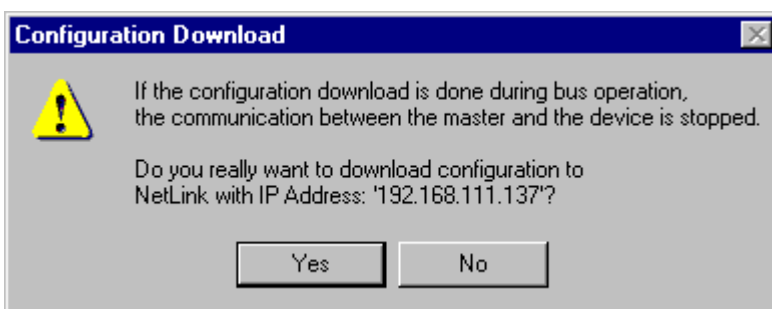 Configuration Download
If the configuration download is done during bus operation,
the communication between the master and the device is stopped.
Do you really want to download configuration to
NetLink with IP Address: '192.168.111.137'?
Yes No